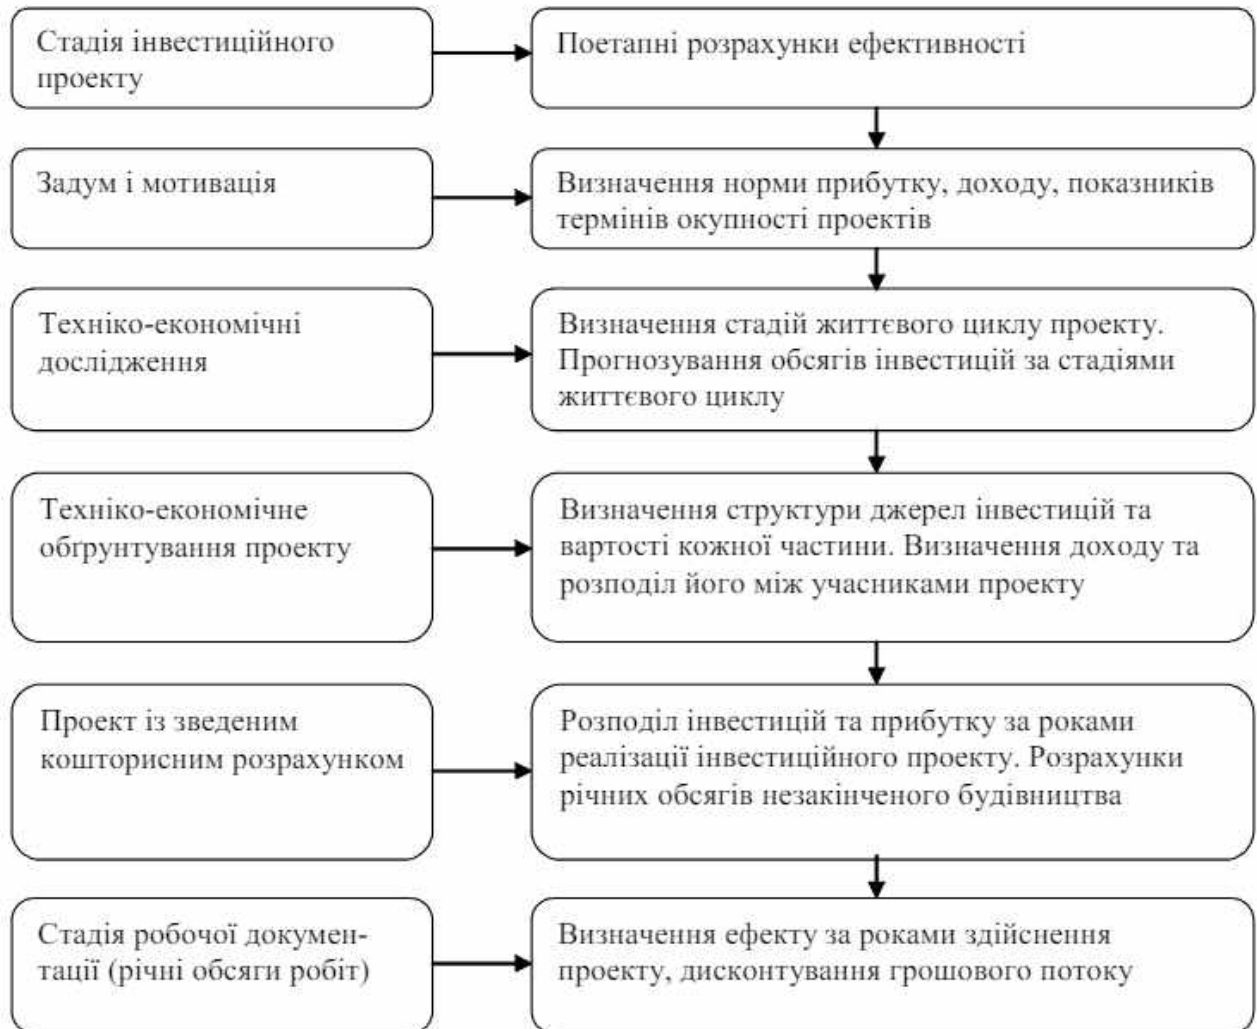 Стадія інвестиційного
проекту
Поетапні розрахунки ефективності
Задум і мотивація
Визначення норми прибутку, доходу, показників
термінів окупності проектів
Техніко-економічні
дослідження
Визначення стадій життєвого циклу проекту.
Прогнозування обсягів інвестицій за стадіями
життєвого циклу
Техніко-економічне
обґрунтування проекту
Визначення структури джерел інвестицій та
вартості кожної частини. Визначення доходу та
розподіл його між учасниками проекту
Проект із зведеним
кошторисним розрахунком
Розподіл інвестицій та прибутку за роками
реалізації інвестиційного проекту. Розрахунки
річних обсягів незакінченого будівництва
Стадія робочої докумен-
тації (річні обсяги робіт)
Визначення ефекту за роками здійснення
проекту, дисконтування грошового потоку